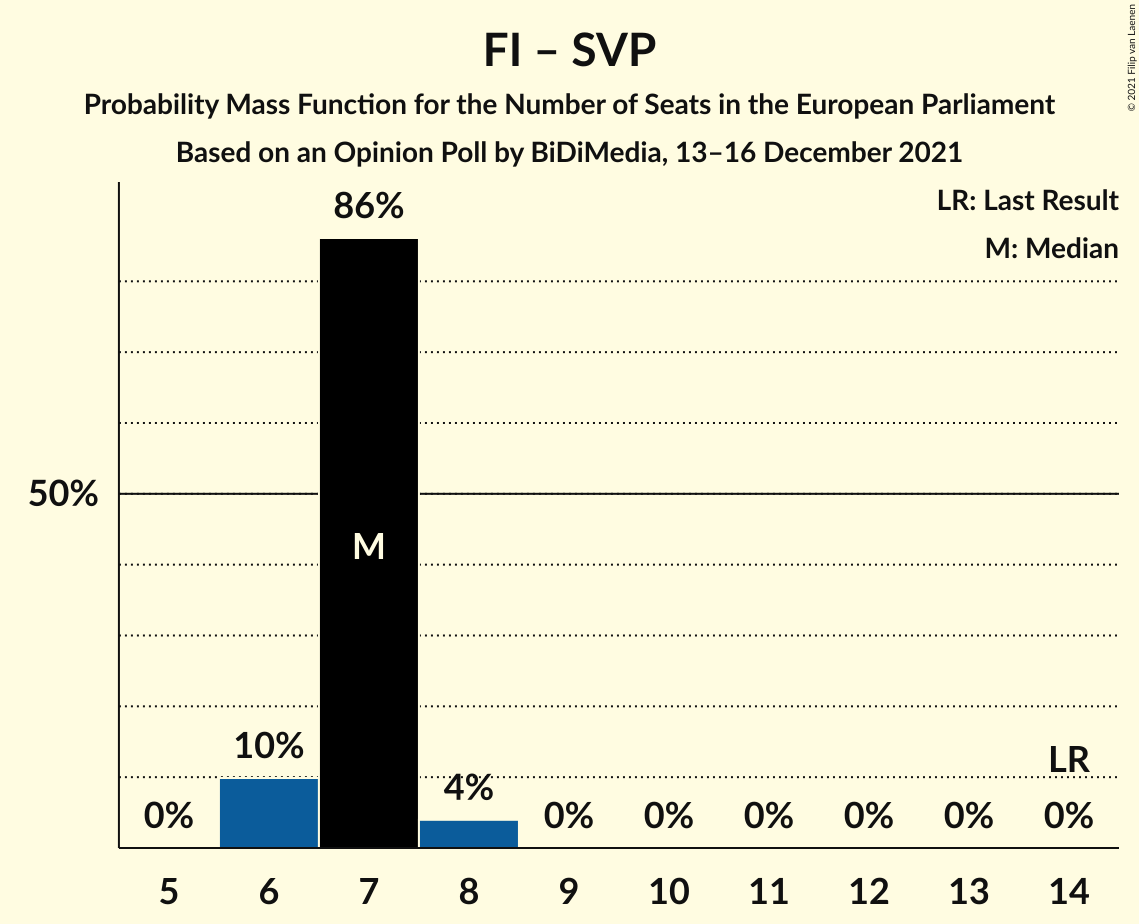 FI – SVP
Probability Mass Function for the Number of Seats in the European Parliament
Based on an Opinion Poll by BiDiMedia, 13–16 December 2021
© 2021 Filip van Laenen
LR: Last Result
M: Median
86%
50%
M
10%
4%
LR
0%
0%
0%
0%
0%
0%
0%
5 6 7 8 9 10 11 12 13 14